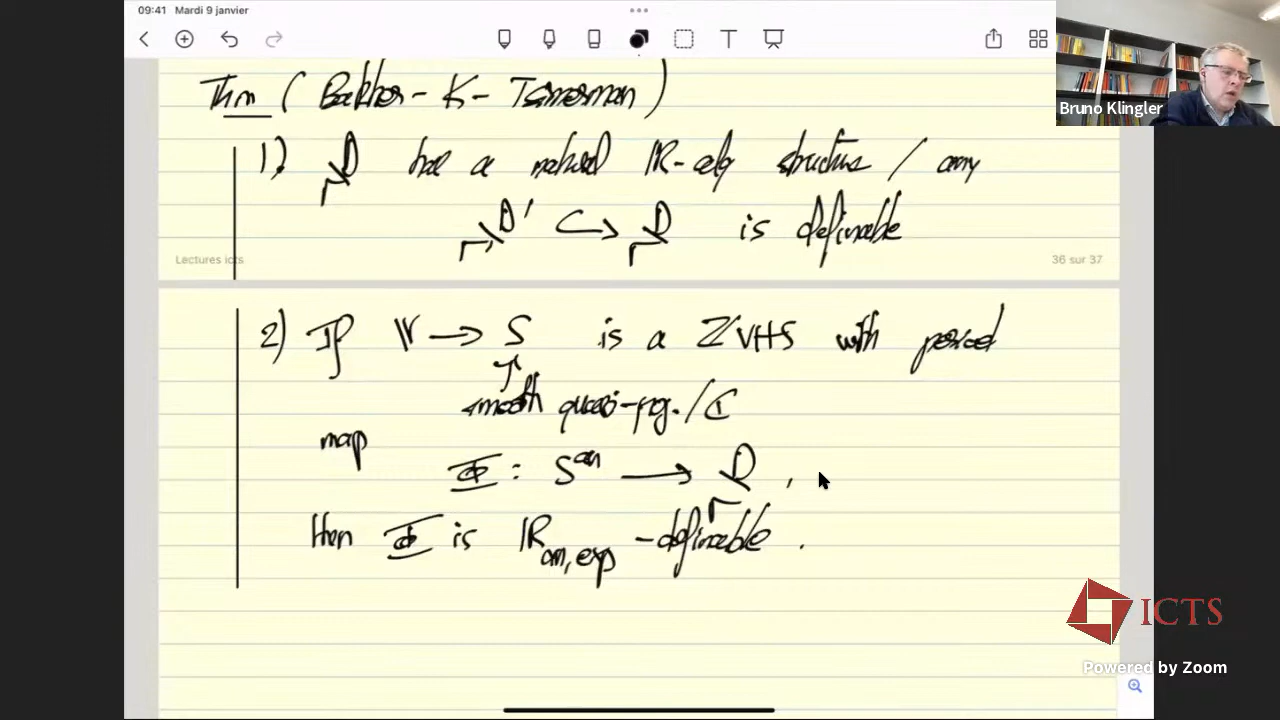 09:41 Mardi 9 janvier
Bruno Klingler
Thm ( Bakker - K - Tsimerman )
1) Γ\D has a natural IR-alg structure / any
Γ'\D' ↪ Γ\D is definable
Lectures icts 36 sur 37
2) If V → S is a ZVHS with period
smooth quasi-proj. / C
map
Φ : S^an → Γ\D ,
then Φ is IR_an,exp -definable .
ICTS
Powered by Zoom